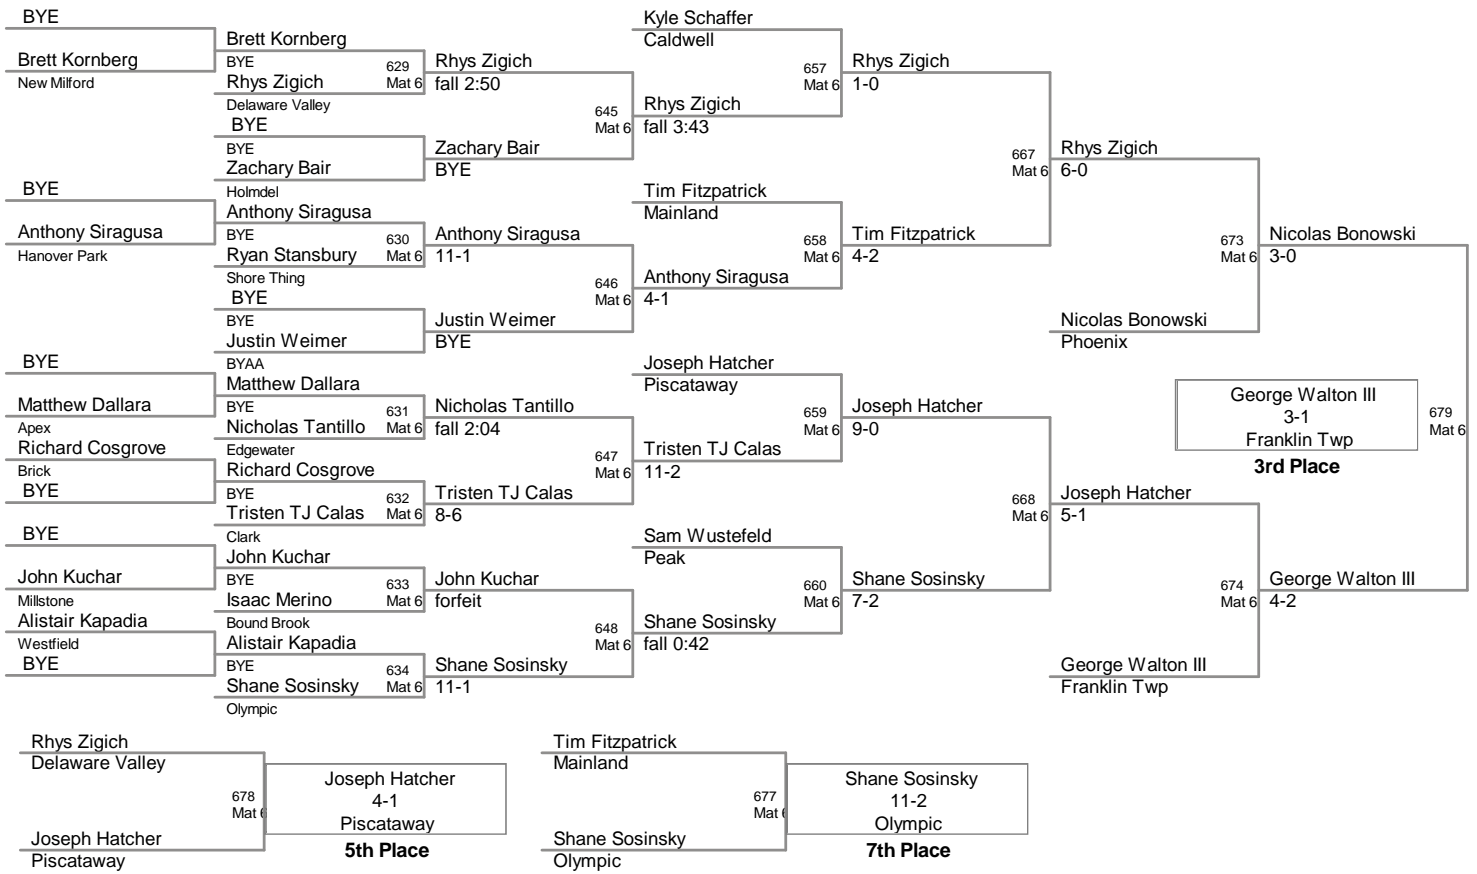 BYE
Brett Kornberg
New Milford
BYE
Anthony Siragusa
Hanover Park
BYE
Matthew Dallara
Apex
Richard Cosgrove
Brick
BYE
BYE
John Kuchar
Millstone
Alistair Kapadia
Westfield
BYE
Brett Kornberg
BYE
629
Mat 6
Rhys Zigich
Delaware Valley
BYE
BYE
Zachary Bair
Holmdel
Anthony Siragusa
BYE
630
Mat 6
Ryan Stansbury
Shore Thing
BYE
BYE
Justin Weimer
BYAA
Matthew Dallara
BYE
631
Mat 6
Nicholas Tantillo
Edgewater
Richard Cosgrove
BYE
632
Mat 6
Tristen TJ Calas
Clark
John Kuchar
BYE
633
Mat 6
Isaac Merino
Bound Brook
Alistair Kapadia
BYE
634
Mat 6
Shane Sosinsky
Olympic
Rhys Zigich
fall 2:50
645
Mat 6
Zachary Bair
BYE
Anthony Siragusa
11-1
646
Mat 6
Justin Weimer
BYE
Nicholas Tantillo
fall 2:04
647
Mat 6
Tristen TJ Calas
8-6
John Kuchar
forfeit
648
Mat 6
Shane Sosinsky
11-1
Kyle Schaffer
Caldwell
657
Mat 6
Rhys Zigich
fall 3:43
Tim Fitzpatrick
Mainland
658
Mat 6
Anthony Siragusa
4-1
Joseph Hatcher
Piscataway
659
Mat 6
Tristen TJ Calas
11-2
Sam Wustefeld
Peak
660
Mat 6
Shane Sosinsky
fall 0:42
Rhys Zigich
1-0
667
Mat 6
Tim Fitzpatrick
4-2
Joseph Hatcher
9-0
668
Mat 6
Shane Sosinsky
7-2
Rhys Zigich
6-0
673
Mat 6
Nicolas Bonowski
Phoenix
Joseph Hatcher
5-1
674
Mat 6
George Walton III
Franklin Twp
Nicolas Bonowski
3-0
George Walton III
3-1
Franklin Twp
3rd Place
679
Mat 6
George Walton III
4-2
Rhys Zigich
Delaware Valley
678
Mat 6
Joseph Hatcher
Piscataway
Joseph Hatcher
4-1
Piscataway
5th Place
Tim Fitzpatrick
Mainland
677
Mat 6
Shane Sosinsky
Olympic
Shane Sosinsky
11-2
Olympic
7th Place